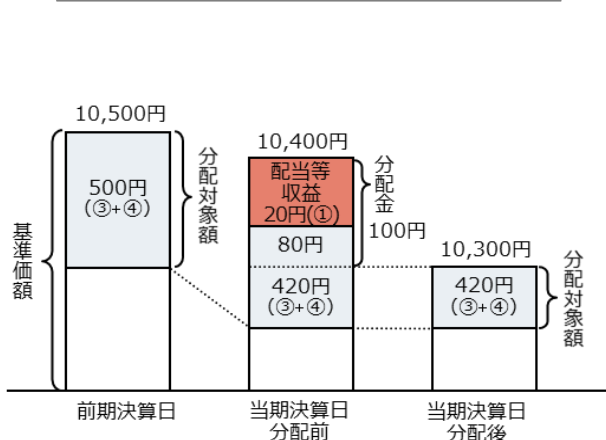 10,500円
500円
(③+④)
分配対象額
基準価額
前期決算日
10,400円
配当等
収益
20円(①)
80円
420円
(③+④)
分配金
100円
当期決算日
分配前
10,300円
420円
(③+④)
分配対象額
当期決算日
分配後